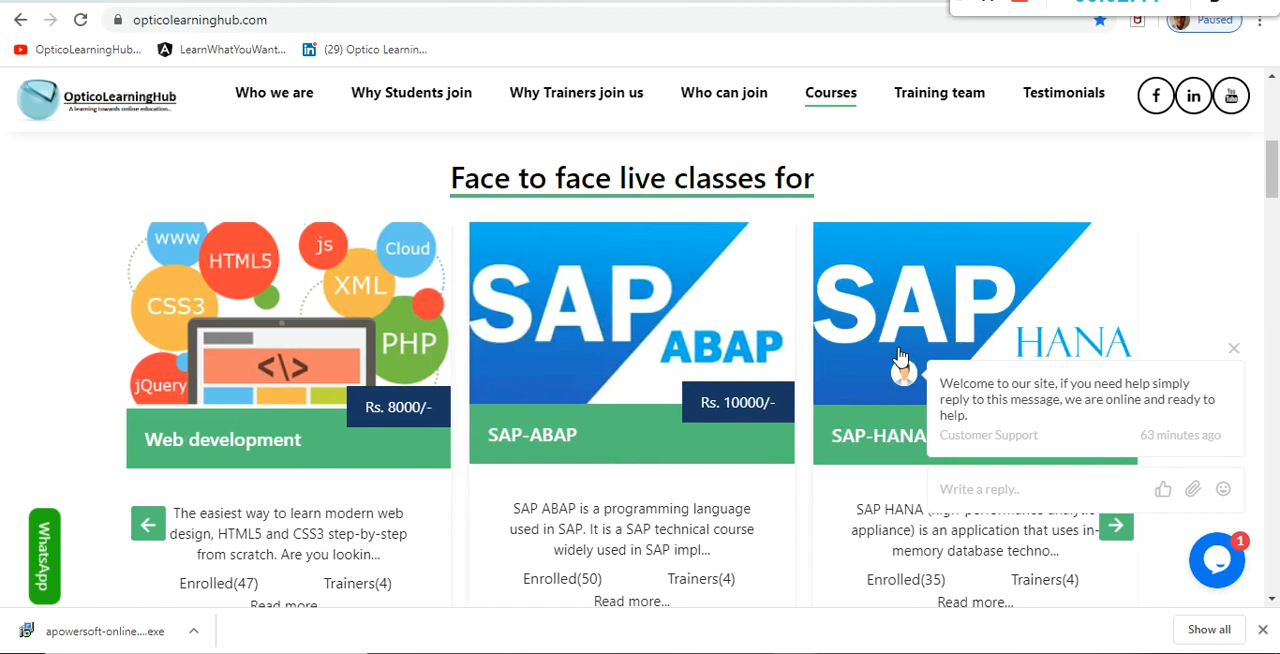 opticolearninghub.com
Paused
OpticoLearningHub...
LearnWhatYouWant...
(29) Optico Learnin...
OpticoLearningHub
A learning towards online education...
Who we are
Why Students join
Why Trainers join us
Who can join
Courses
Training team
Testimonials
f
in
You
Tube
Face to face live classes for
www
HTML5
js
Cloud
XML
CSS3
PHP
</>
jQuery
Rs. 8000/-
Web development
SAP
ABAP
Rs. 10000/-
SAP-ABAP
SAP
HANA
SAP-HANA
Welcome to our site, if you need help simply
reply to this message, we are online and ready to
help.
Customer Support
63 minutes ago
Write a reply..
The easiest way to learn modern web
design, HTML5 and CSS3 step-by-step
from scratch. Are you lookin...
Enrolled(47)
Trainers(4)
Read more...
SAP ABAP is a programming language
used in SAP. It is a SAP technical course
widely used in SAP impl...
Enrolled(50)
Trainers(4)
Read more...
SAP HANA
appliance) is an application that uses in-
memory database techno...
Enrolled(35)
Trainers(4)
Read more...
WhatsApp
1
apowersoft-online....exe
Show all